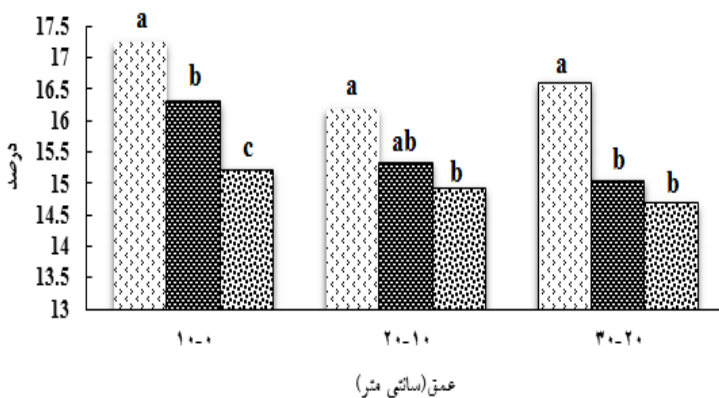 17.5
17
16.5
16
15.5
15
14.5
14
13.5
13
درصد
a
b
c
a
ab
b
a
b
b
۱۰-۰
۲۰-۱۰
۳۰-۲۰
عمق(سانتی متر)